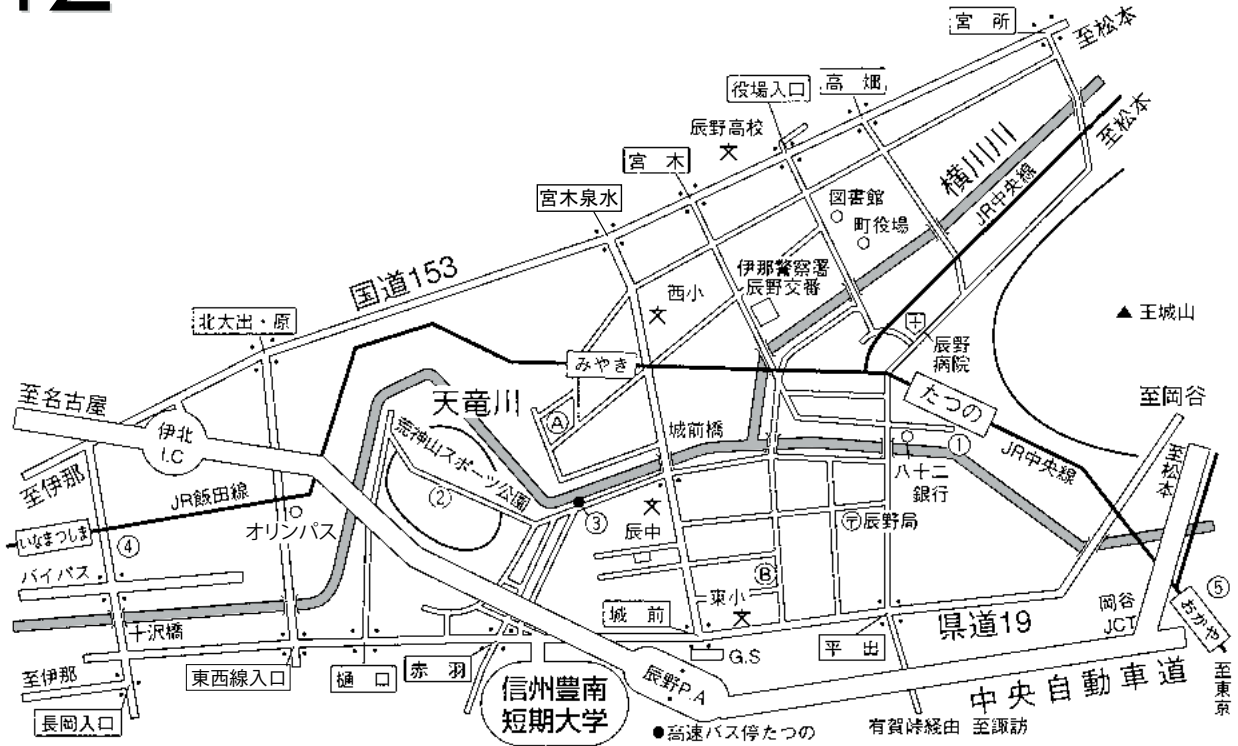 宮所
至松本
高畑
役場入口
至松本
辰野高校
宮木
横川川
JR中央線
宮木泉水
図書館
町役場
国道153
伊那警察署
辰野交番
西小
北大出・原
王城山
辰野
病院
みやき
至名古屋
天竜川
たつの
至岡谷
伊北
I.C
荒神山スポーツ公園
Ⓐ
城前橋
①
至伊那
JR中央線
至松本
八十二
銀行
JR飯田線
②
③
オリンパス
辰中
〒辰野局
いなまつしま
④
バイパス
Ⓑ
⑤
東小
岡谷
JCT
おかや
十沢橋
城前
県道19
至伊那
東西線入口
樋口
赤羽
G.S
平出
信州豊南
短期大学
辰野P.A
中央自動車道
至東京
長岡入口
●高速バス停たつの
有賀峠経由 至諏訪